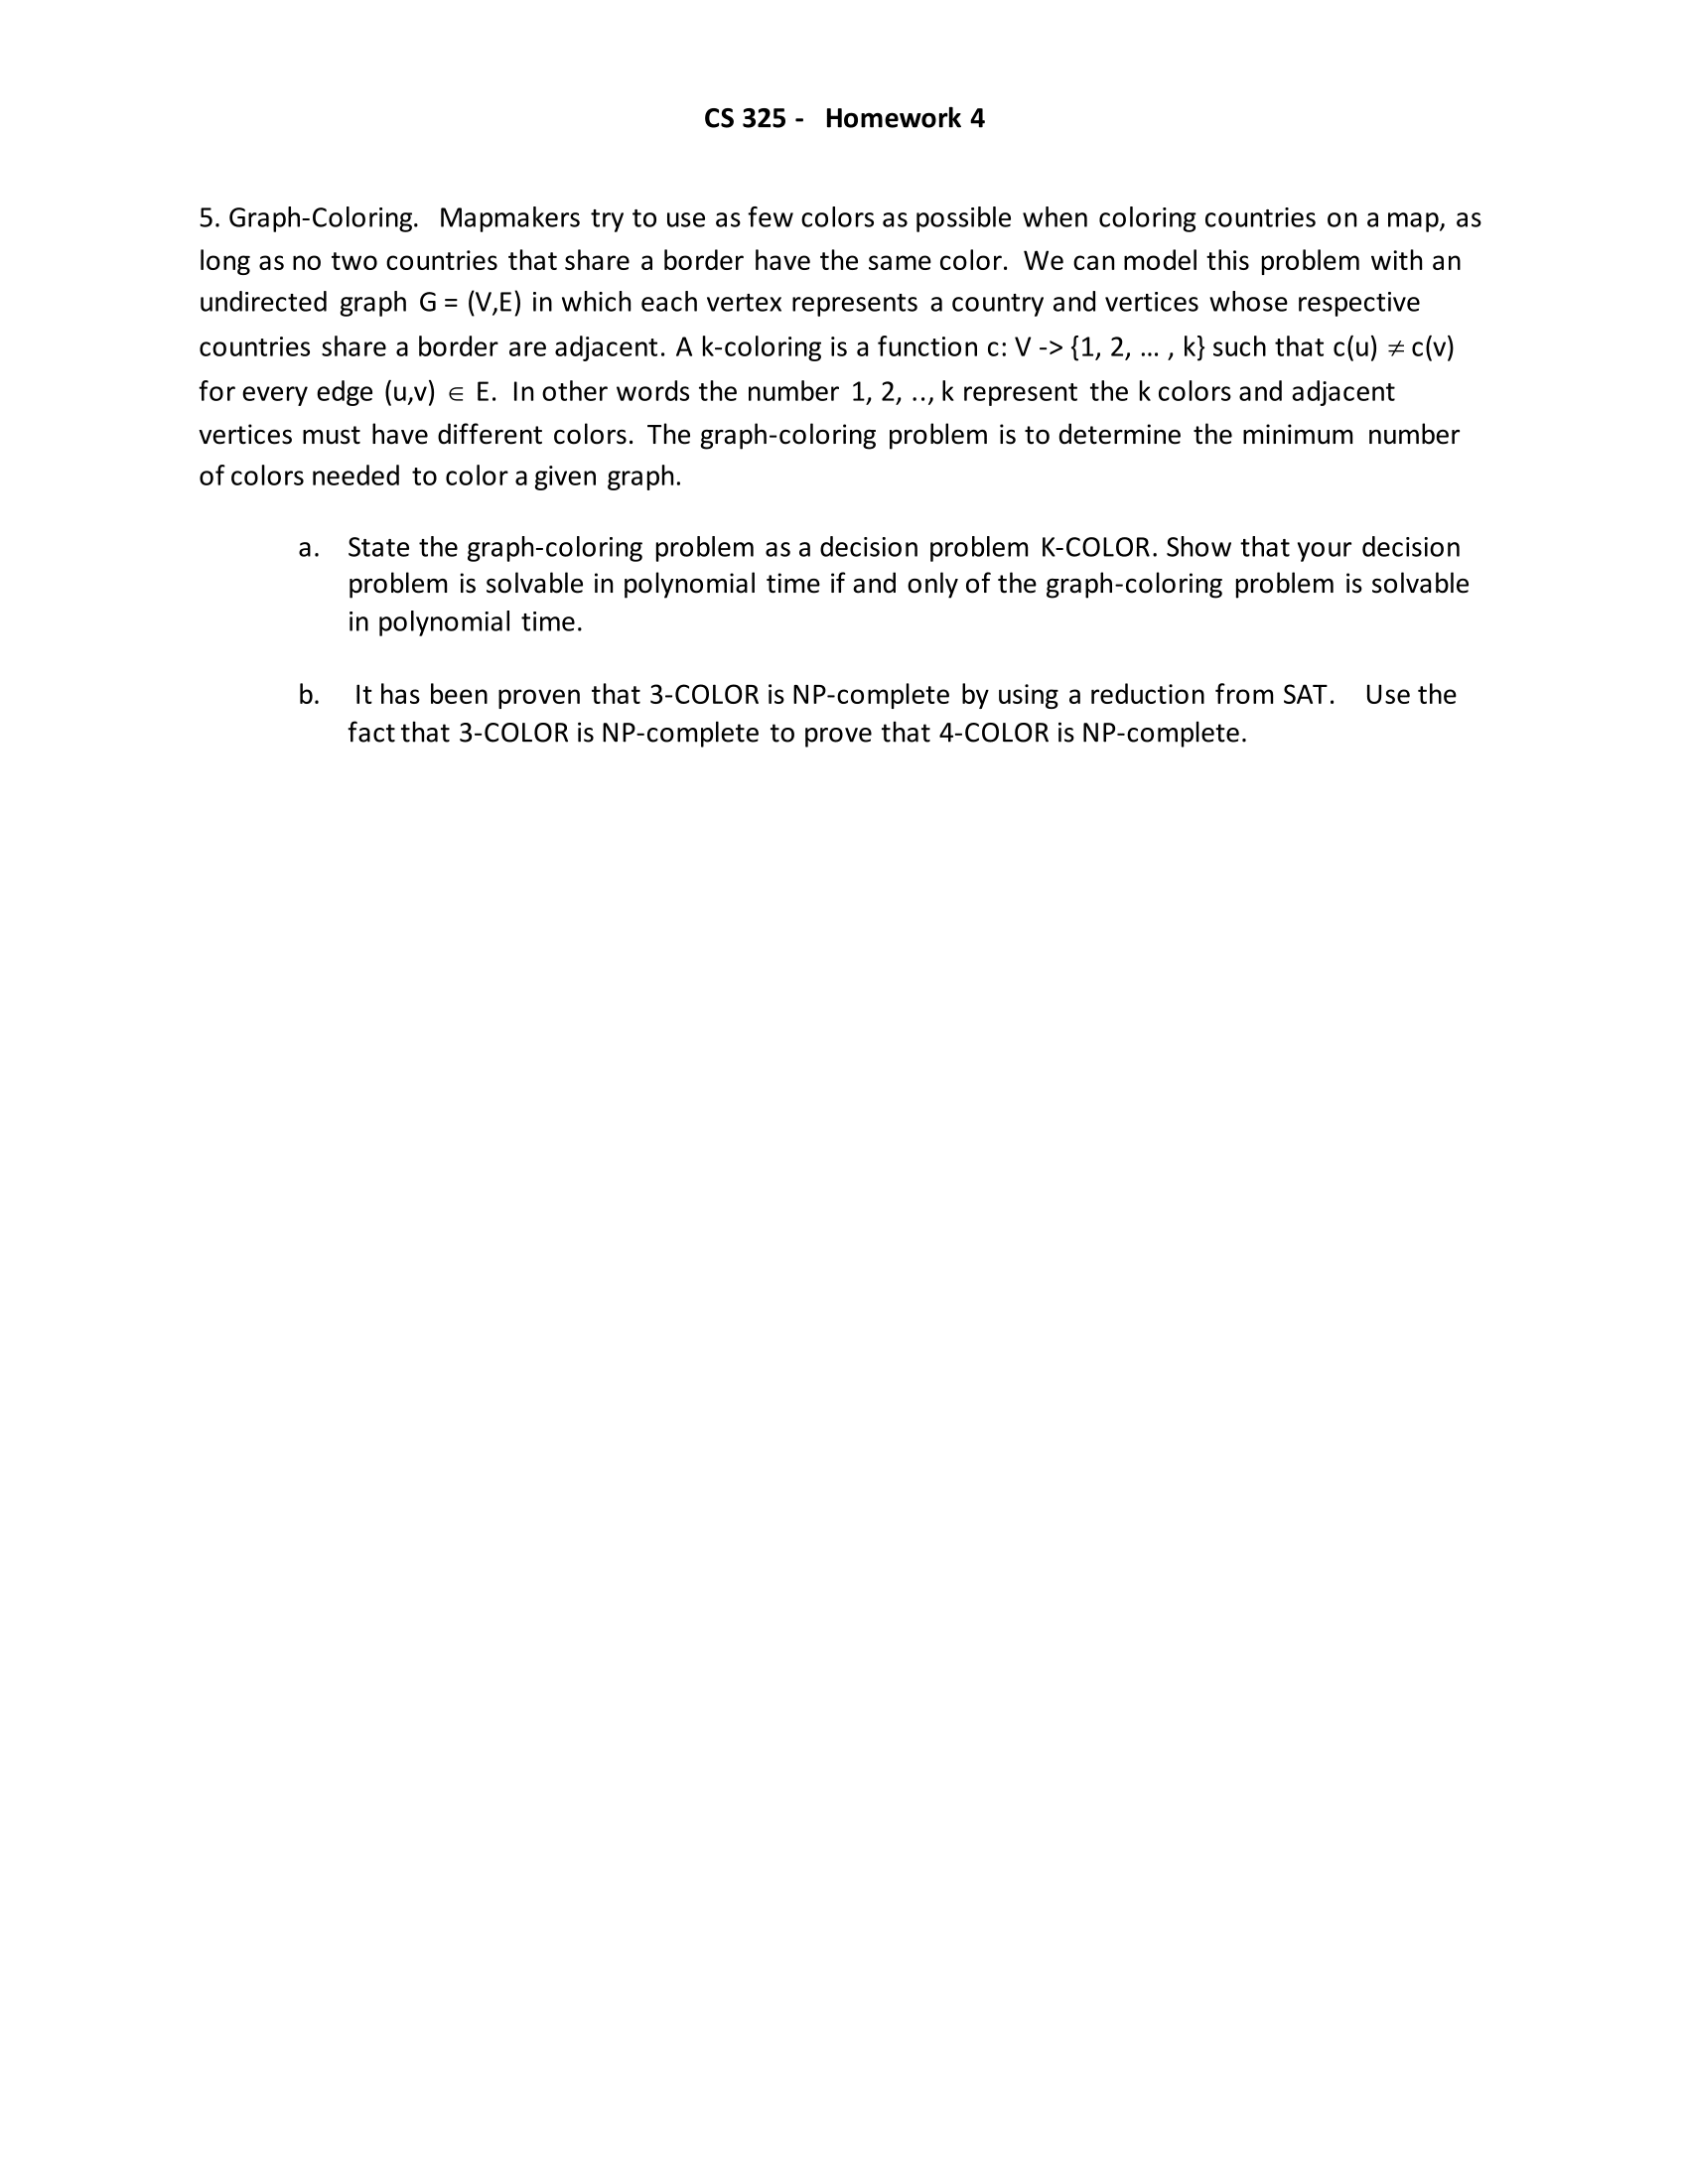 CS 325 - Homework 4
5. Graph-Coloring. Mapmakers try to use as few colors as possible when coloring countries on a map, as
long as no two countries that share a border have the same color. We can model this problem with an
undirected graph G = (V,E) in which each vertex represents a country and vertices whose respective
countries share a border are adjacent. A k-coloring is a function c: V -> {1, 2, … , k} such that c(u) ≠ c(v)
for every edge (u,v) ∈ E. In other words the number 1, 2, .., k represent the k colors and adjacent
vertices must have different colors. The graph-coloring problem is to determine the minimum number
of colors needed to color a given graph.
a. State the graph-coloring problem as a decision problem K-COLOR. Show that your decision
problem is solvable in polynomial time if and only of the graph-coloring problem is solvable
in polynomial time.
b. It has been proven that 3-COLOR is NP-complete by using a reduction from SAT. Use the
fact that 3-COLOR is NP-complete to prove that 4-COLOR is NP-complete.